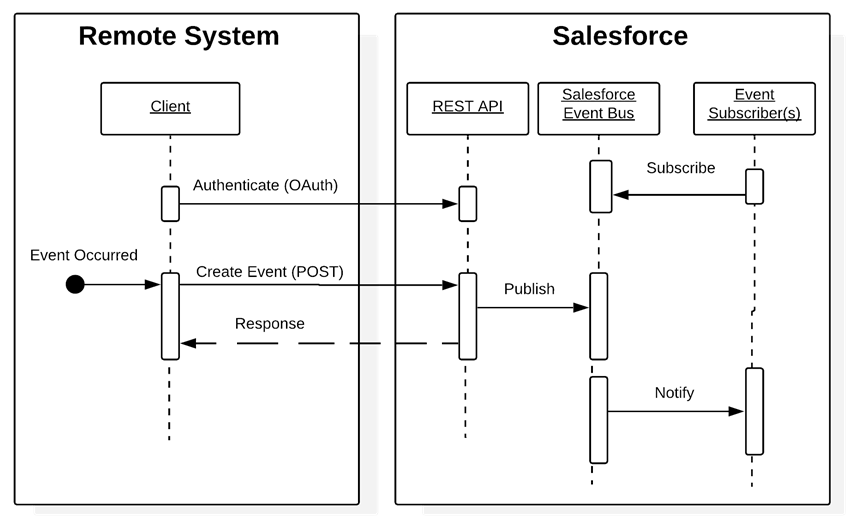 Remote System
Salesforce
Client
REST API
Salesforce
Event Bus
Event
Subscriber(s)
Subscribe
Authenticate (OAuth)
Event Occurred
Create Event (POST)
Publish
Response
Notify